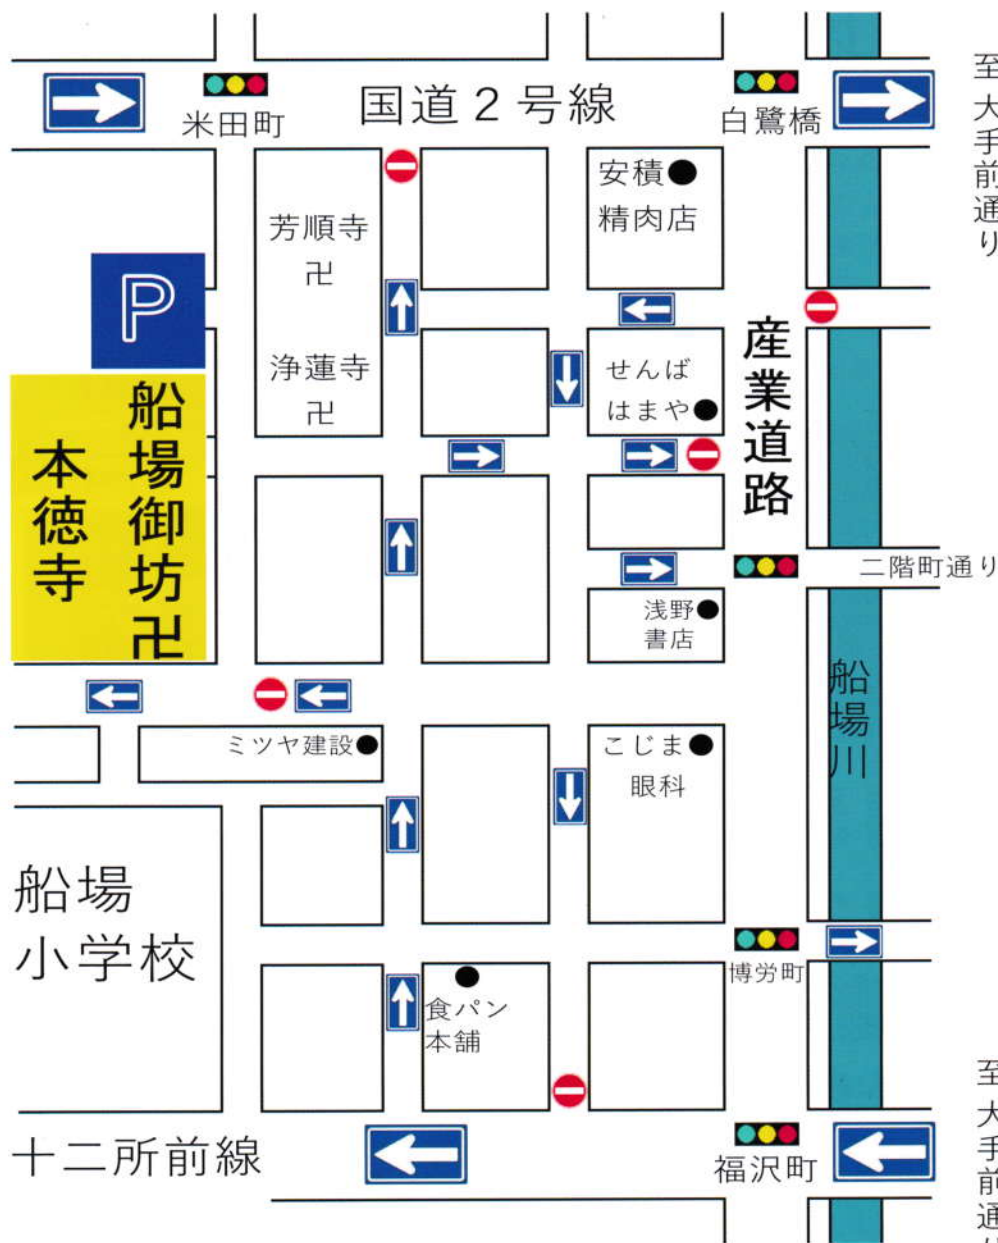 国道2号線
米田町
白鷺橋
至大手前通り
安積
精肉店
芳順寺
卍
浄蓮寺
卍
P
せんば
はまや
産業道路
船場御坊卍
本徳寺
二階町通り
浅野
書店
船場川
ミツヤ建設
こじま
眼科
船場
小学校
博労町
食パン
本舗
十二所前線
福沢町
至大手前通り